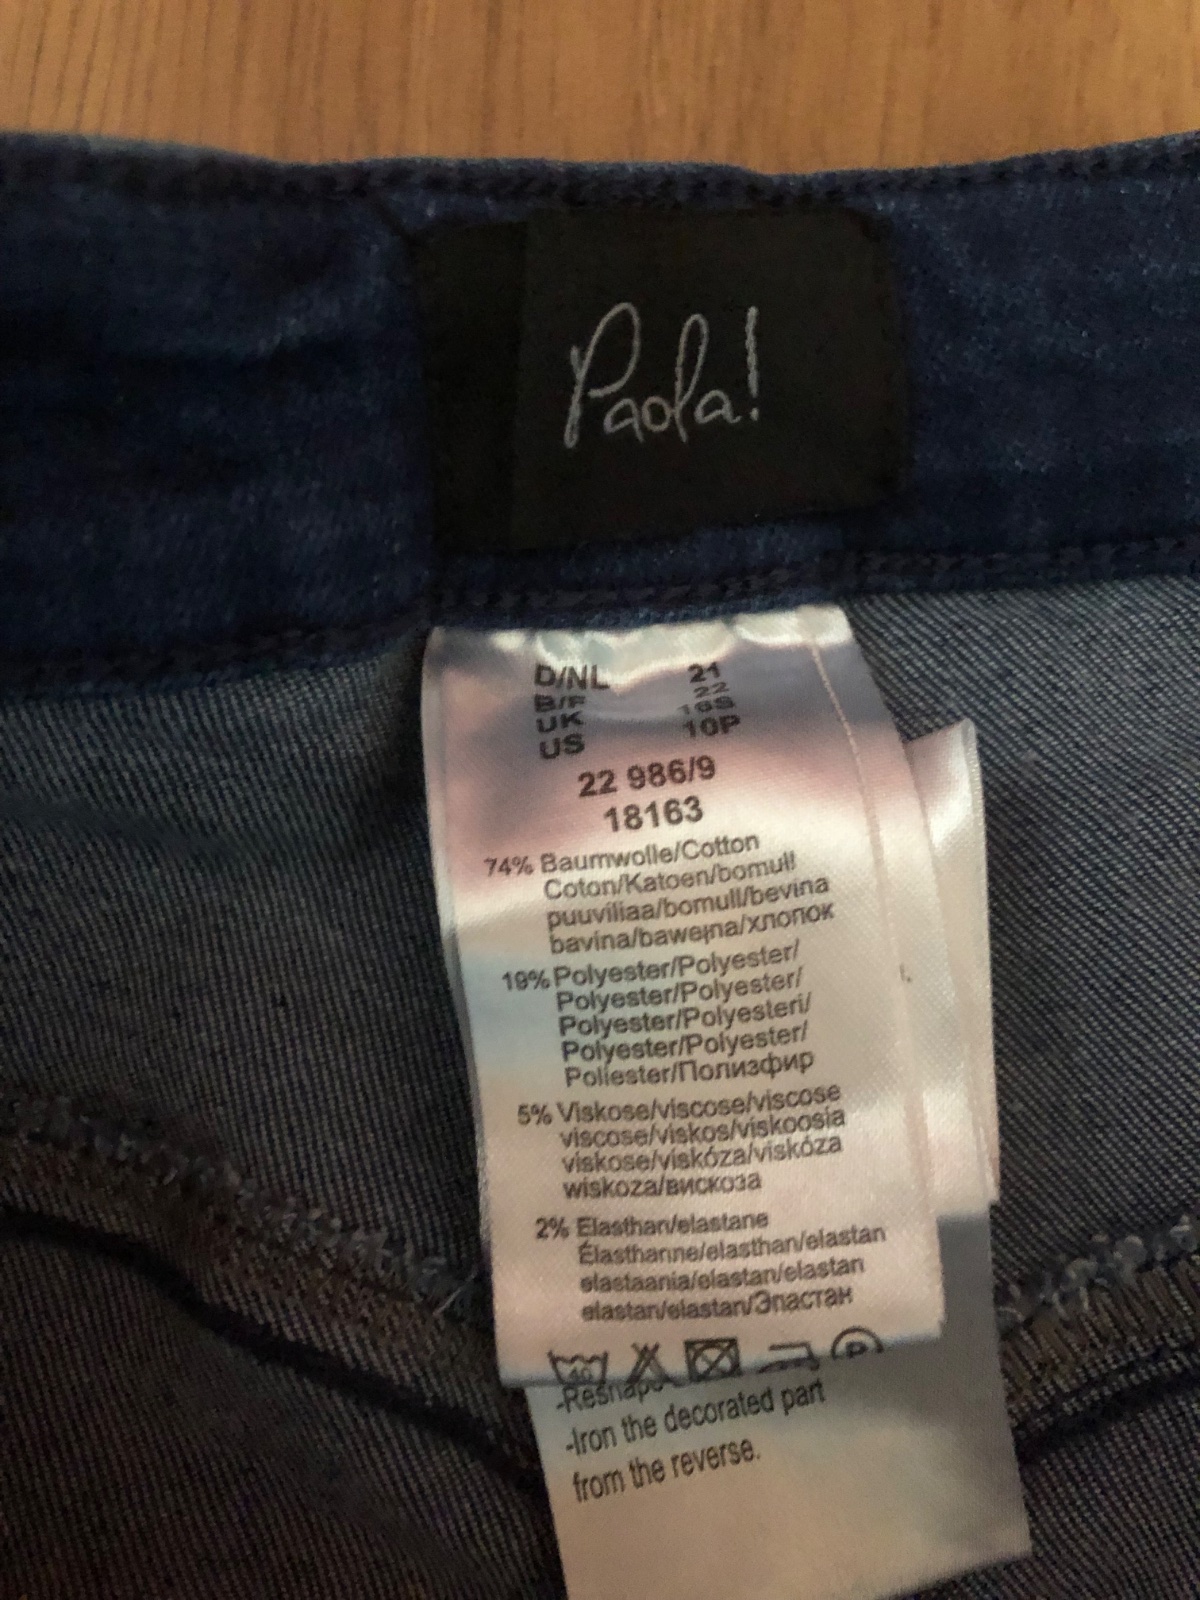 Paola!
D/NL 21
B/F 22
UK 16S
US 10P
22 986/9
18163
74% Baumwolle/Cotton
Coton/Katoen/bomull
puuviliaa/bomull/bevina
bavina/bawełna/хлопок
19% Polyester/Polyester/
Polyester/Polyester/
Polyester/Polyesteri/
Polyester/Polyester/
Poliester/Полиэфир
5% Viskose/viscose/viscose
viscose/viskos/viskoosia
viskose/viskóza/viskóza
wiskoza/вискоза
2% Elasthan/elastane
Élasthanne/elasthan/elastan
elastaania/elastan/elastan
elastan/elastan/Эластан
40 P
-Iron the decorated part
from the reverse.